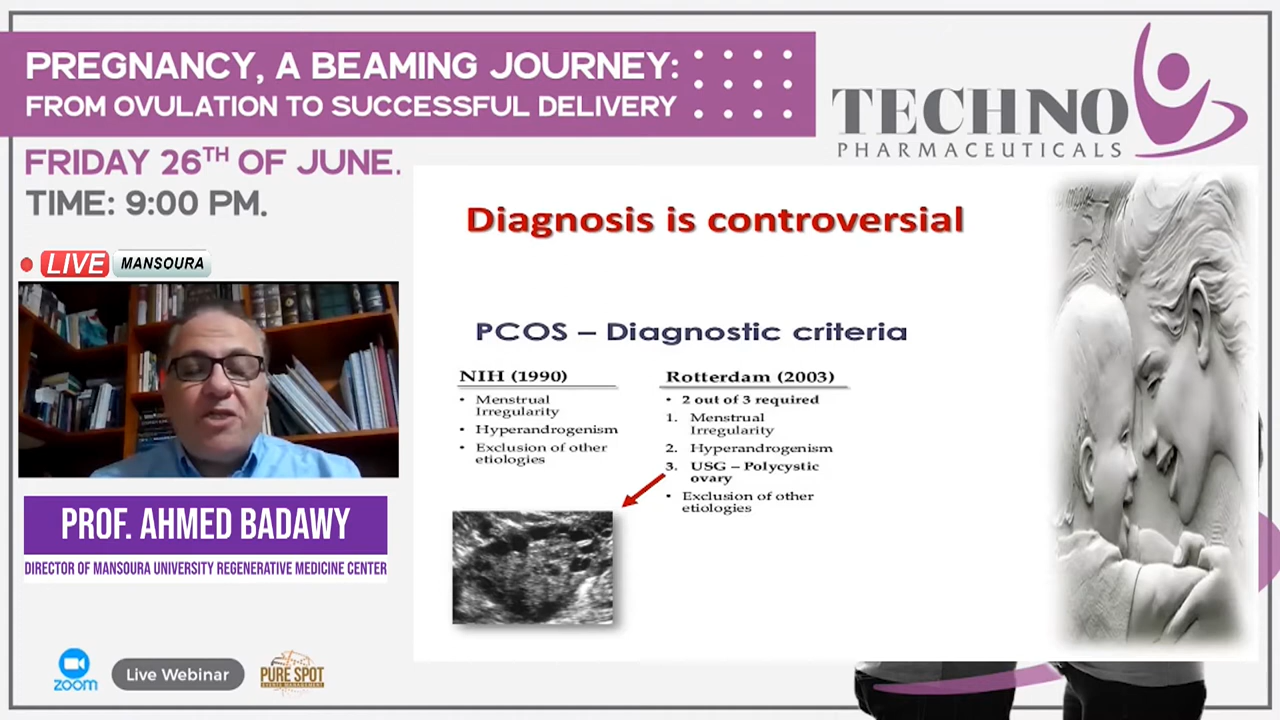 PREGNANCY, A BEAMING JOURNEY:
FROM OVULATION TO SUCCESSFUL DELIVERY
TECHNO
PHARMACEUTICALS
FRIDAY 26TH OF JUNE.
TIME: 9:00 PM.
LIVE MANSOURA
Diagnosis is controversial
PCOS – Diagnostic criteria
NIH (1990)
• Menstrual
Irregularity
• Hyperandrogenism
• Exclusion of other
etiologies
Rotterdam (2003)
• 2 out of 3 required
1. Menstrual
Irregularity
2. Hyperandrogenism
3. USG – Polycystic
ovary
• Exclusion of other
etiologies
PROF. AHMED BADAWY
DIRECTOR OF MANSOURA UNIVERSITY REGENERATIVE MEDICINE CENTER
zoom
Live Webinar
PURE SPOT
EVENTS MANAGEMENT